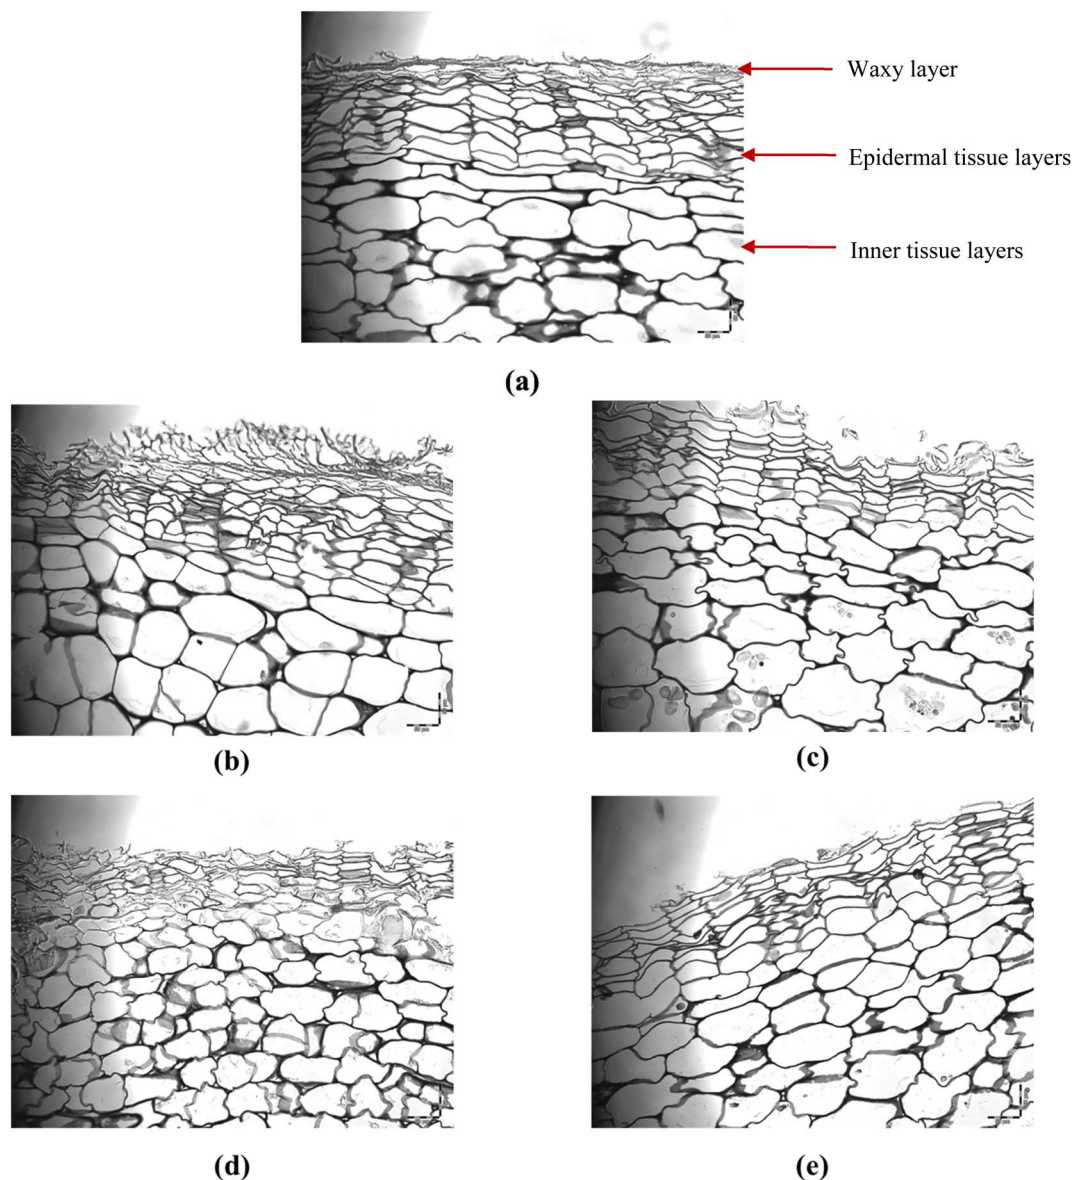 Waxy layer
Epidermal tissue layers
Inner tissue layers
(a)
(b)
(c)
(d)
(e)